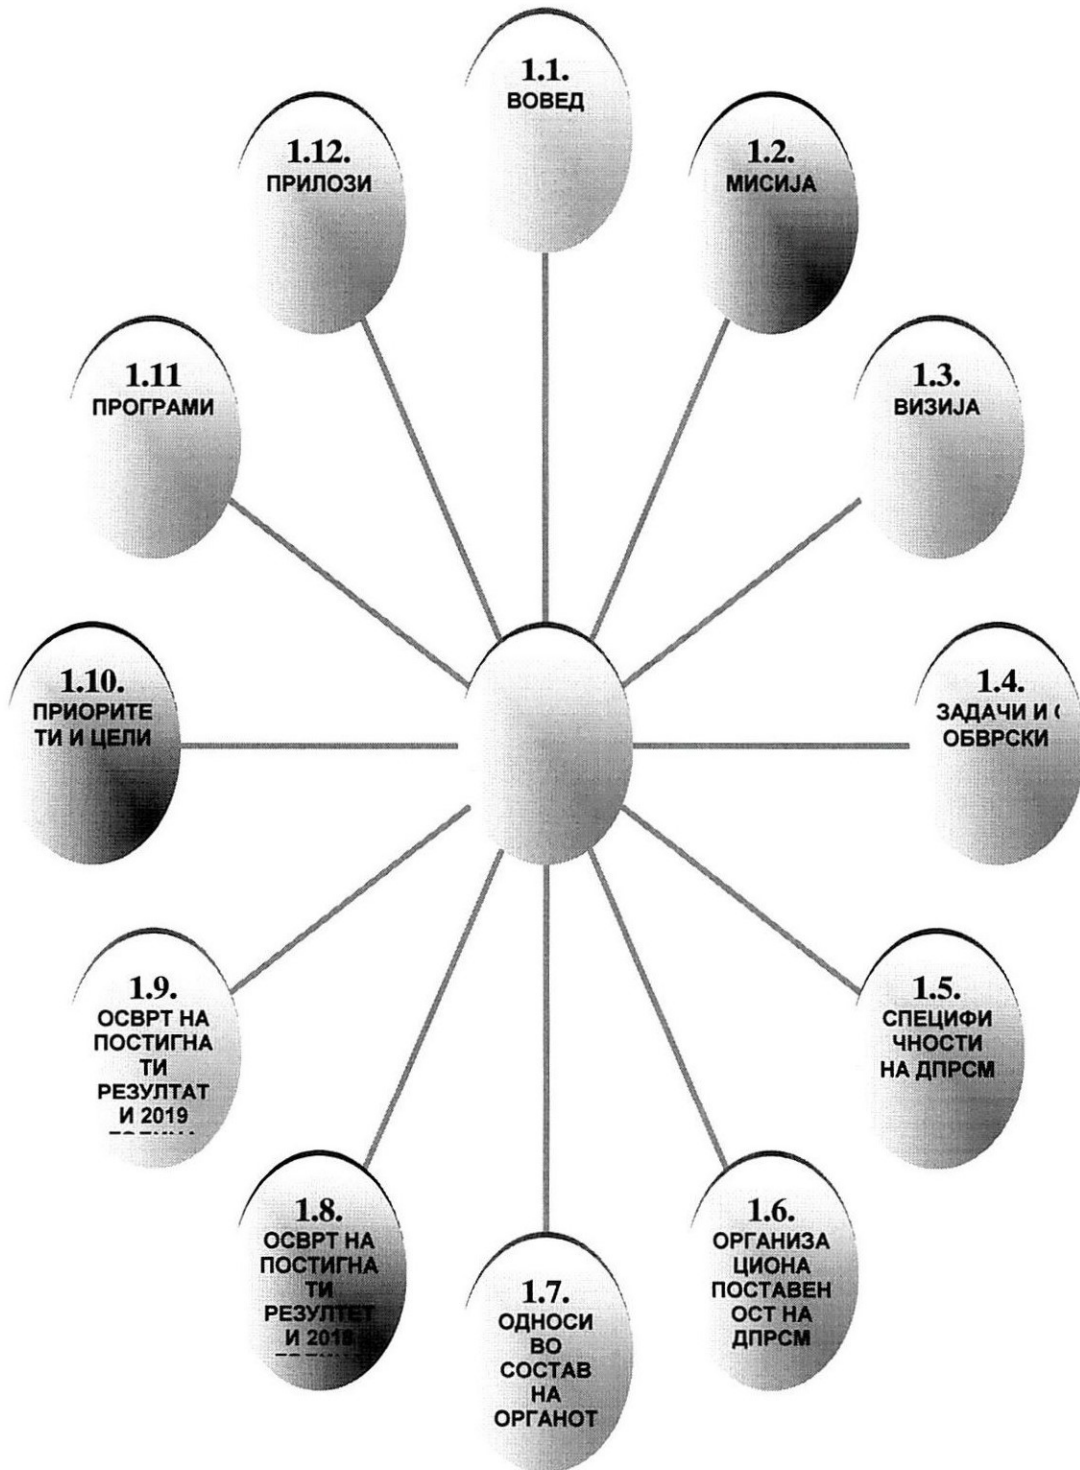 1.1.
ВОВЕД
1.2.
МИСИЈА
1.3.
ВИЗИЈА
1.4.
ЗАДАЧИ И
ОБВРСКИ
1.5.
СПЕЦИФИ
ЧНОСТИ
НА ДПРСМ
1.6.
ОРГАНИЗА
ЦИОНА
ПОСТАВЕН
ОСТ НА
ДПРСМ
1.7.
ОДНОСИ
ВО
СОСТАВ
НА
ОРГАНОТ
1.8.
ОСВРТ НА
ПОСТИГНА
ТИ
РЕЗУЛТЕТ
И 2018
1.9.
ОСВРТ НА
ПОСТИГНА
ТИ
РЕЗУЛТАТ
И 2019
1.10.
ПРИОРИТЕ
ТИ И ЦЕЛИ
1.11
ПРОГРАМИ
1.12.
ПРИЛОЗИ